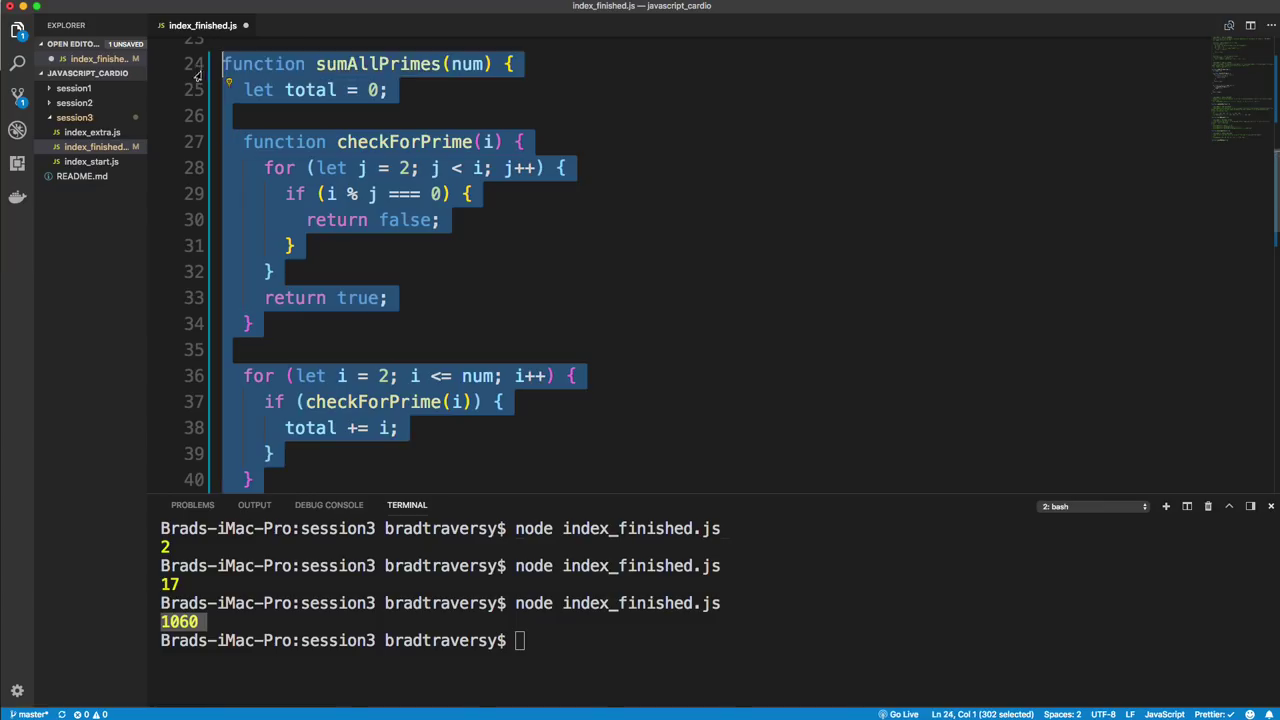 index_finished.js — javascript_cardio
EXPLORER
index_finished.js
OPEN EDITO... 1 UNSAVED
index_finishe... M
JAVASCRIPT_CARDIO
session1
session2
session3
index_extra.js
index_finished... M
index_start.js
README.md
1
1
23
24 function sumAllPrimes(num) {
25 let total = 0;
26
27 function checkForPrime(i) {
28 for (let j = 2; j < i; j++) {
29 if (i % j === 0) {
30 return false;
31 }
32 }
33 return true;
34 }
35
36 for (let i = 2; i <= num; i++) {
37 if (checkForPrime(i)) {
38 total += i;
39 }
40 }
PROBLEMS OUTPUT DEBUG CONSOLE TERMINAL 2: bash
Brads-iMac-Pro:session3 bradtraversy$ node index_finished.js
2
Brads-iMac-Pro:session3 bradtraversy$ node index_finished.js
17
Brads-iMac-Pro:session3 bradtraversy$ node index_finished.js
1060
Brads-iMac-Pro:session3 bradtraversy$
master* 0 0 Go Live Ln 24, Col 1 (302 selected) Spaces: 2 UTF-8 LF JavaScript Prettier: ✓